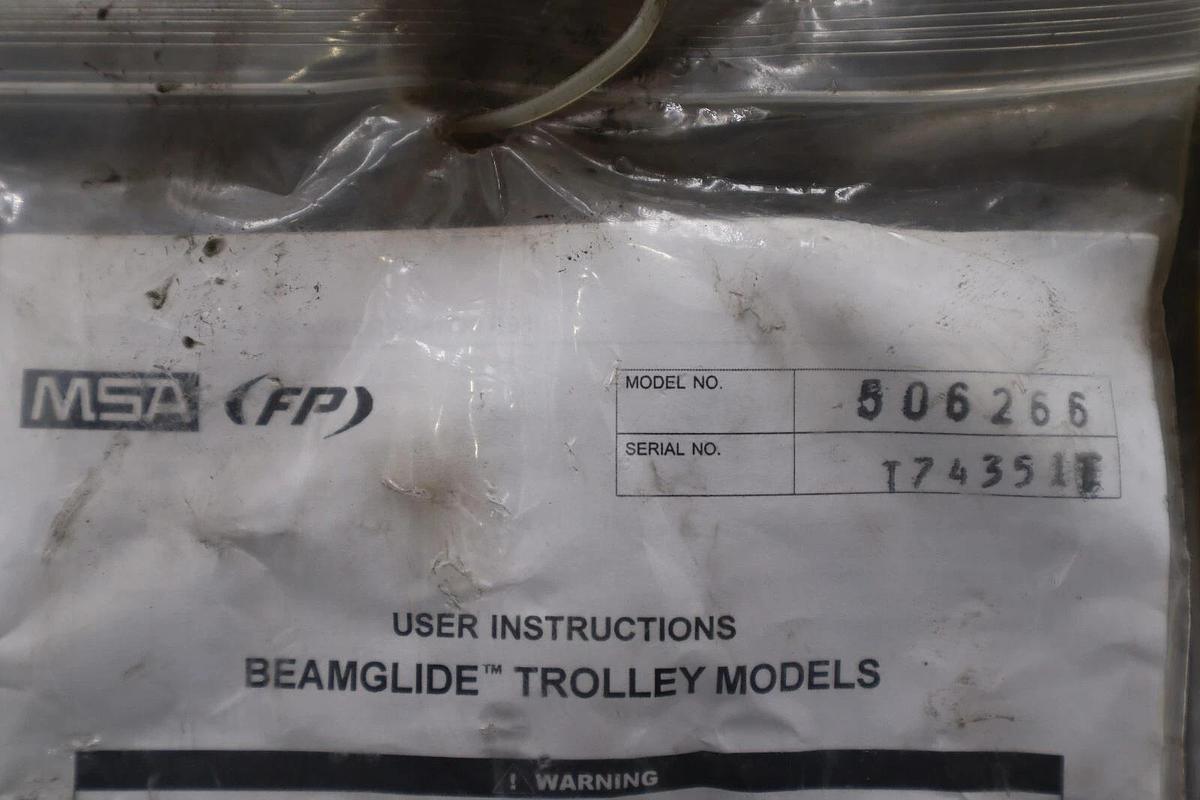 MSA (FP)
MODEL NO. 506266
SERIAL NO.
USER INSTRUCTIONS
BEAMGLIDE™ TROLLEY MODELS
! WARNING